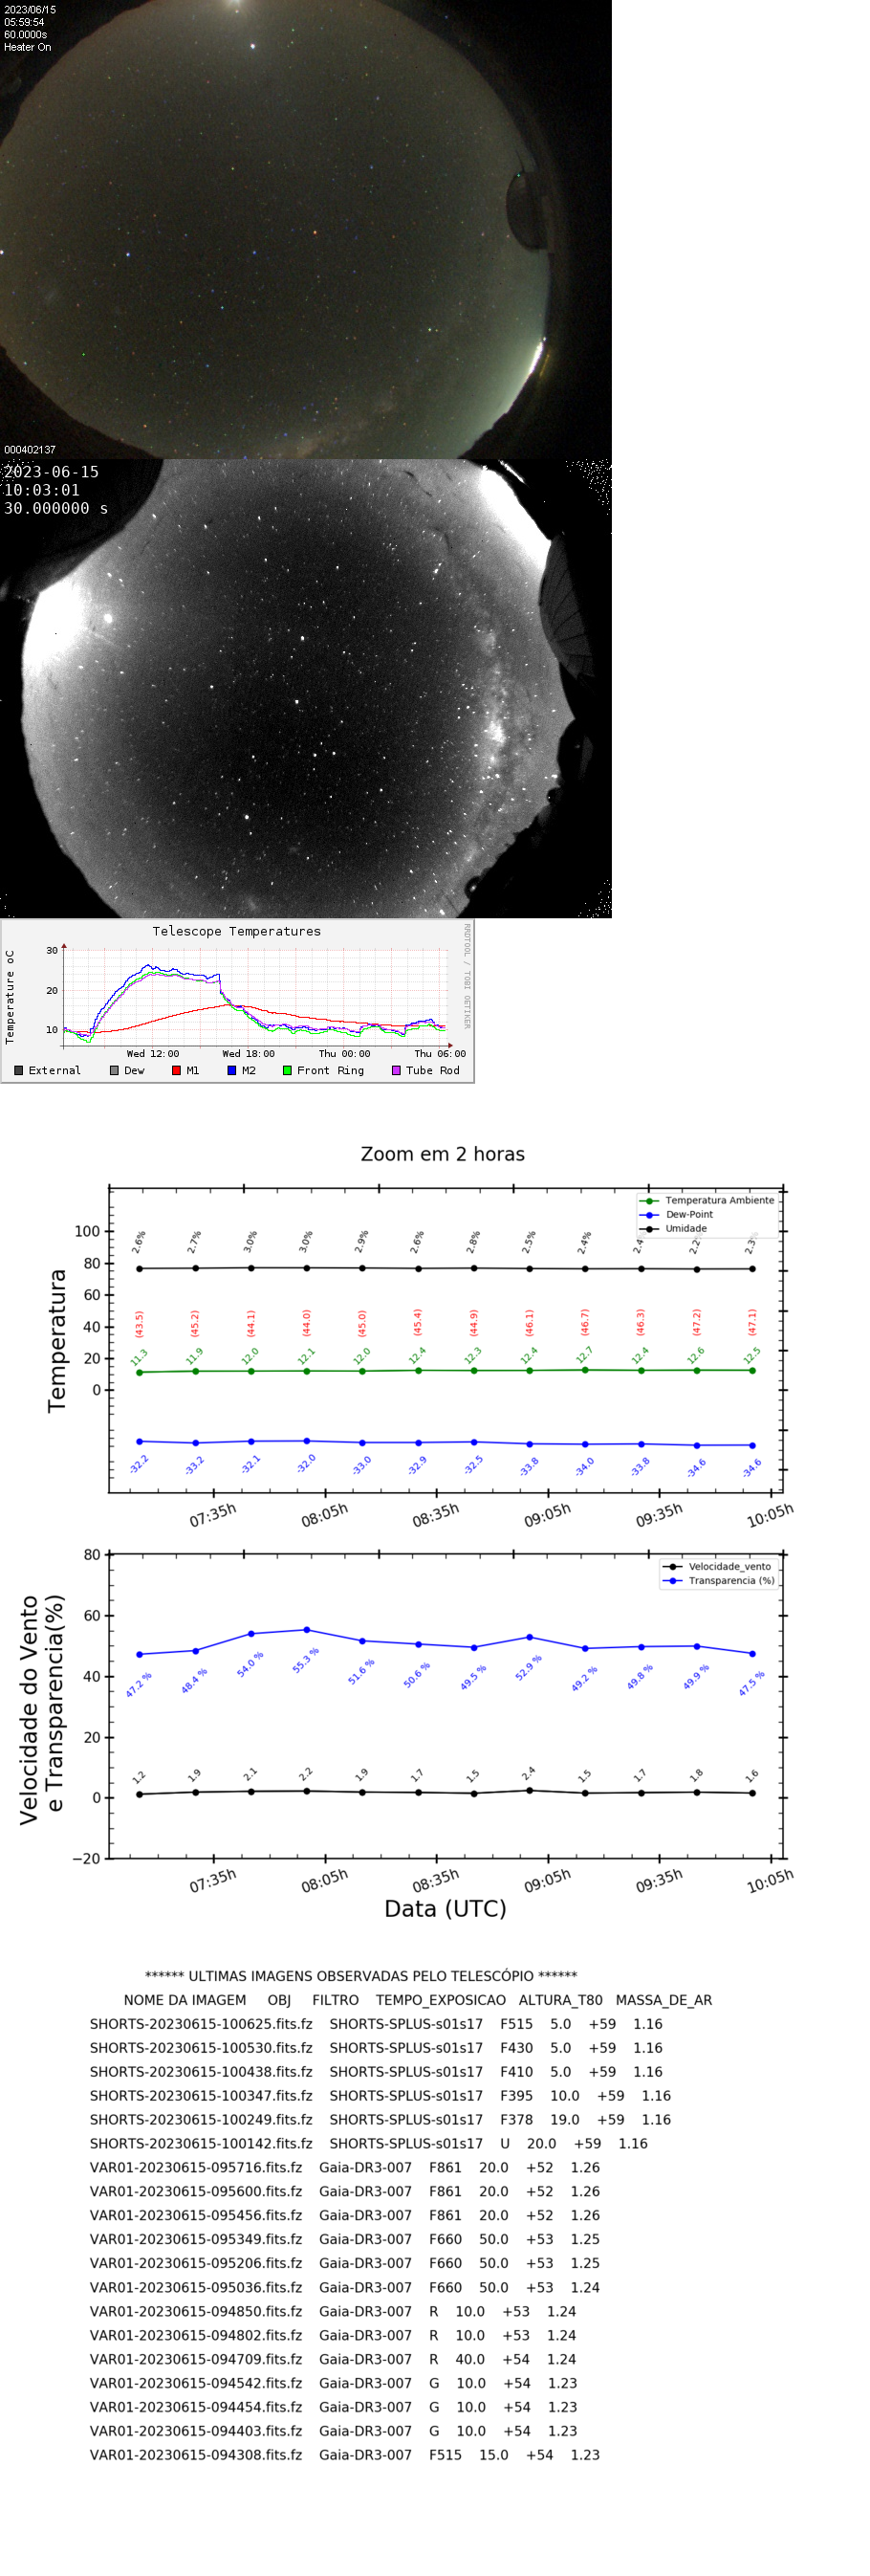 2023/06/15
05:59:54
60.0000s
Heater On
000402137
2023-06-15
10:03:01
30.000000 s
Telescope Temperatures
RRDTOOL / TOBI OETIKER
Temperature oC
30
20
10
Wed 12:00 Wed 18:00 Thu 00:00 Thu 06:00
External Dew M1 M2 Front Ring Tube Rod
Zoom em 2 horas
Temperatura Ambiente
Dew-Point
Umidade
Temperatura
100
80
60
40
20
0
2.6% 2.7% 3.0% 3.0% 2.9% 2.6% 2.8% 2.5% 2.4% 2.4 2.2% 2.3%
(43.5) (45.2) (44.1) (44.0) (45.0) (45.4) (44.9) (46.1) (46.7) (46.3) (47.2) (47.1)
11.3 11.9 12.0 12.1 12.0 12.4 12.3 12.4 12.7 12.4 12.6 12.5
-32.2 -33.2 -32.1 -32.0 -33.0 -32.9 -32.5 -33.8 -34.0 -33.8 -34.6 -34.6
07:35h 08:05h 08:35h 09:05h 09:35h 10:05h
Velocidade_vento
Transparencia (%)
Velocidade do Vento
e Transparencia(%)
80
60
40
20
0
−20
47.2 % 48.4 % 54.0 % 55.3 % 51.6 % 50.6 % 49.5 % 52.9 % 49.2 % 49.8 % 49.9 % 47.5 %
1.2 1.9 2.1 2.2 1.9 1.7 1.5 2.4 1.5 1.7 1.8 1.6
07:35h 08:05h 08:35h 09:05h 09:35h 10:05h
Data (UTC)
****** ULTIMAS IMAGENS OBSERVADAS PELO TELESCÓPIO ******
NOME DA IMAGEM OBJ FILTRO TEMPO_EXPOSICAO ALTURA_T80 MASSA_DE_AR
SHORTS-20230615-100625.fits.fz SHORTS-SPLUS-s01s17 F515 5.0 +59 1.16
SHORTS-20230615-100530.fits.fz SHORTS-SPLUS-s01s17 F430 5.0 +59 1.16
SHORTS-20230615-100438.fits.fz SHORTS-SPLUS-s01s17 F410 5.0 +59 1.16
SHORTS-20230615-100347.fits.fz SHORTS-SPLUS-s01s17 F395 10.0 +59 1.16
SHORTS-20230615-100249.fits.fz SHORTS-SPLUS-s01s17 F378 19.0 +59 1.16
SHORTS-20230615-100142.fits.fz SHORTS-SPLUS-s01s17 U 20.0 +59 1.16
VAR01-20230615-095716.fits.fz Gaia-DR3-007 F861 20.0 +52 1.26
VAR01-20230615-095600.fits.fz Gaia-DR3-007 F861 20.0 +52 1.26
VAR01-20230615-095456.fits.fz Gaia-DR3-007 F861 20.0 +52 1.26
VAR01-20230615-095349.fits.fz Gaia-DR3-007 F660 50.0 +53 1.25
VAR01-20230615-095206.fits.fz Gaia-DR3-007 F660 50.0 +53 1.25
VAR01-20230615-095036.fits.fz Gaia-DR3-007 F660 50.0 +53 1.24
VAR01-20230615-094850.fits.fz Gaia-DR3-007 R 10.0 +53 1.24
VAR01-20230615-094802.fits.fz Gaia-DR3-007 R 10.0 +53 1.24
VAR01-20230615-094709.fits.fz Gaia-DR3-007 R 40.0 +54 1.24
VAR01-20230615-094542.fits.fz Gaia-DR3-007 G 10.0 +54 1.23
VAR01-20230615-094454.fits.fz Gaia-DR3-007 G 10.0 +54 1.23
VAR01-20230615-094403.fits.fz Gaia-DR3-007 G 10.0 +54 1.23
VAR01-20230615-094308.fits.fz Gaia-DR3-007 F515 15.0 +54 1.23